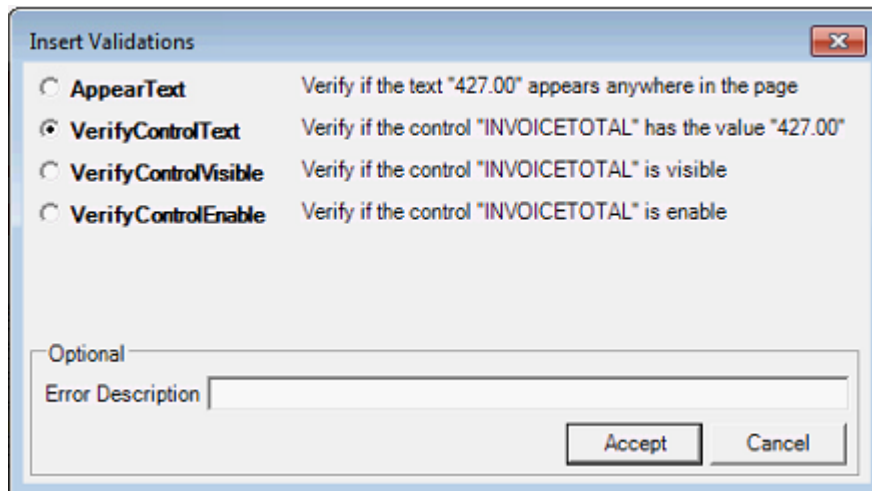 Insert Validations
AppearText Verify if the text "427.00" appears anywhere in the page
VerifyControlText Verify if the control "INVOICETOTAL" has the value "427.00"
VerifyControlVisible Verify if the control "INVOICETOTAL" is visible
VerifyControlEnable Verify if the control "INVOICETOTAL" is enable
Optional
Error Description
Accept Cancel